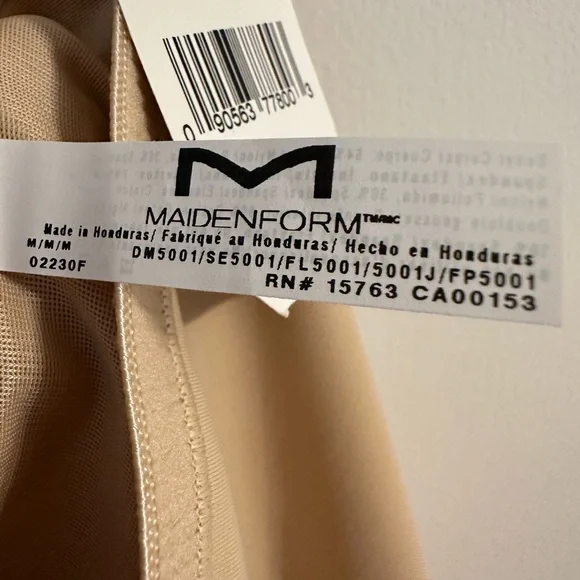 0 90563 77800 3
M
MAIDENFORM™/MC
Made in Honduras/ Fabriqué au Honduras/ Hecho en Honduras
M/M/M
DM5001/SE5001/FL5001/5001J/FP5001
02230F
RN# 15763 CA00153